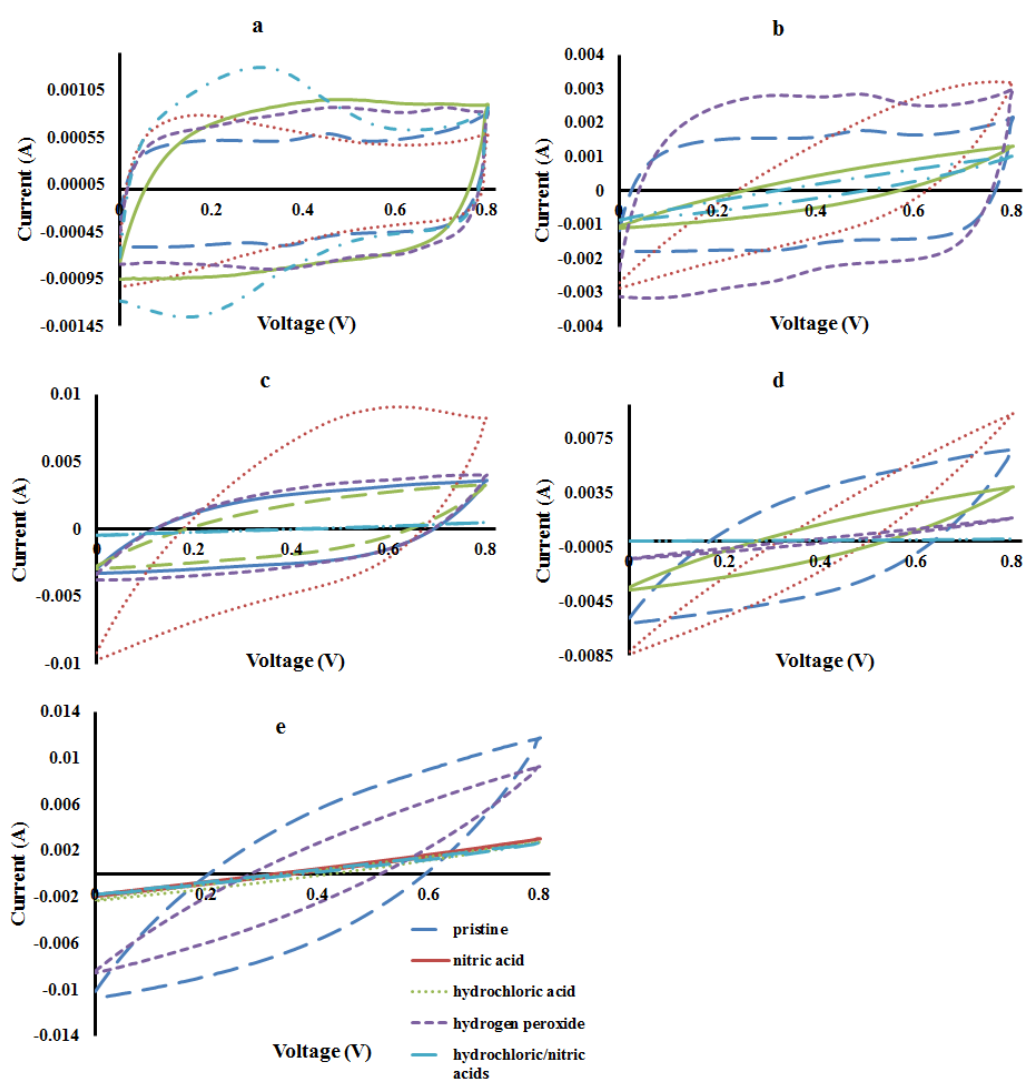 a
Current (A)
0.00105
0.00055
0.00005
-0.00045
-0.00095
-0.00145
0
0.2
0.4
0.6
0.8
Voltage (V)
b
Current (A)
0.004
0.003
0.002
0.001
0
-0.001
-0.002
-0.003
-0.004
0
0.2
0.4
0.6
0.8
Voltage (V)
c
Current (A)
0.01
0.005
0
-0.005
-0.01
0
0.2
0.4
0.6
0.8
Voltage (V)
d
Current (A)
0.0075
0.0035
-0.0005
-0.0045
-0.0085
0
0.2
0.4
0.6
0.8
Voltage (V)
e
Current (A)
0.014
0.01
0.006
0.002
-0.002
-0.006
-0.01
-0.014
0
0.2
0.4
0.6
0.8
Voltage (V)
pristine
nitric acid
hydrochloric acid
hydrogen peroxide
hydrochloric/nitric
acids